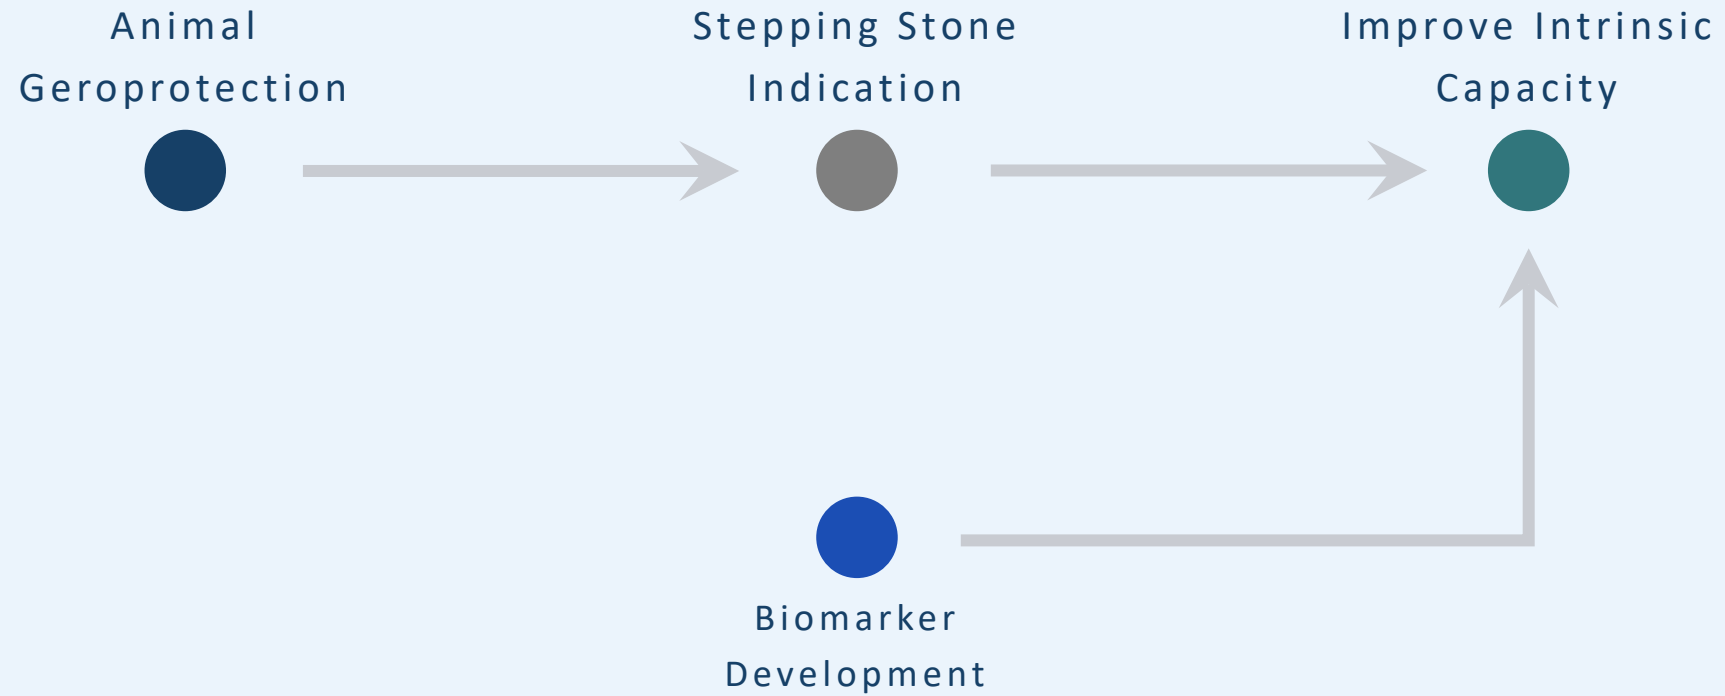 Animal
Geroprotection
Stepping Stone
Indication
Improve Intrinsic
Capacity
Biomarker
Development